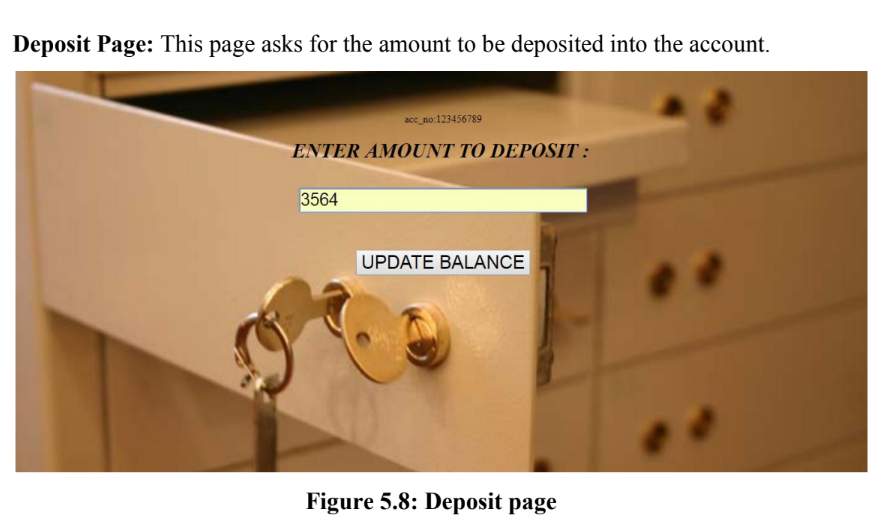 Deposit Page: This page asks for the amount to be deposited into the account.
acc_no:123456789
ENTER AMOUNT TO DEPOSIT :
3564
UPDATE BALANCE
Figure 5.8: Deposit page